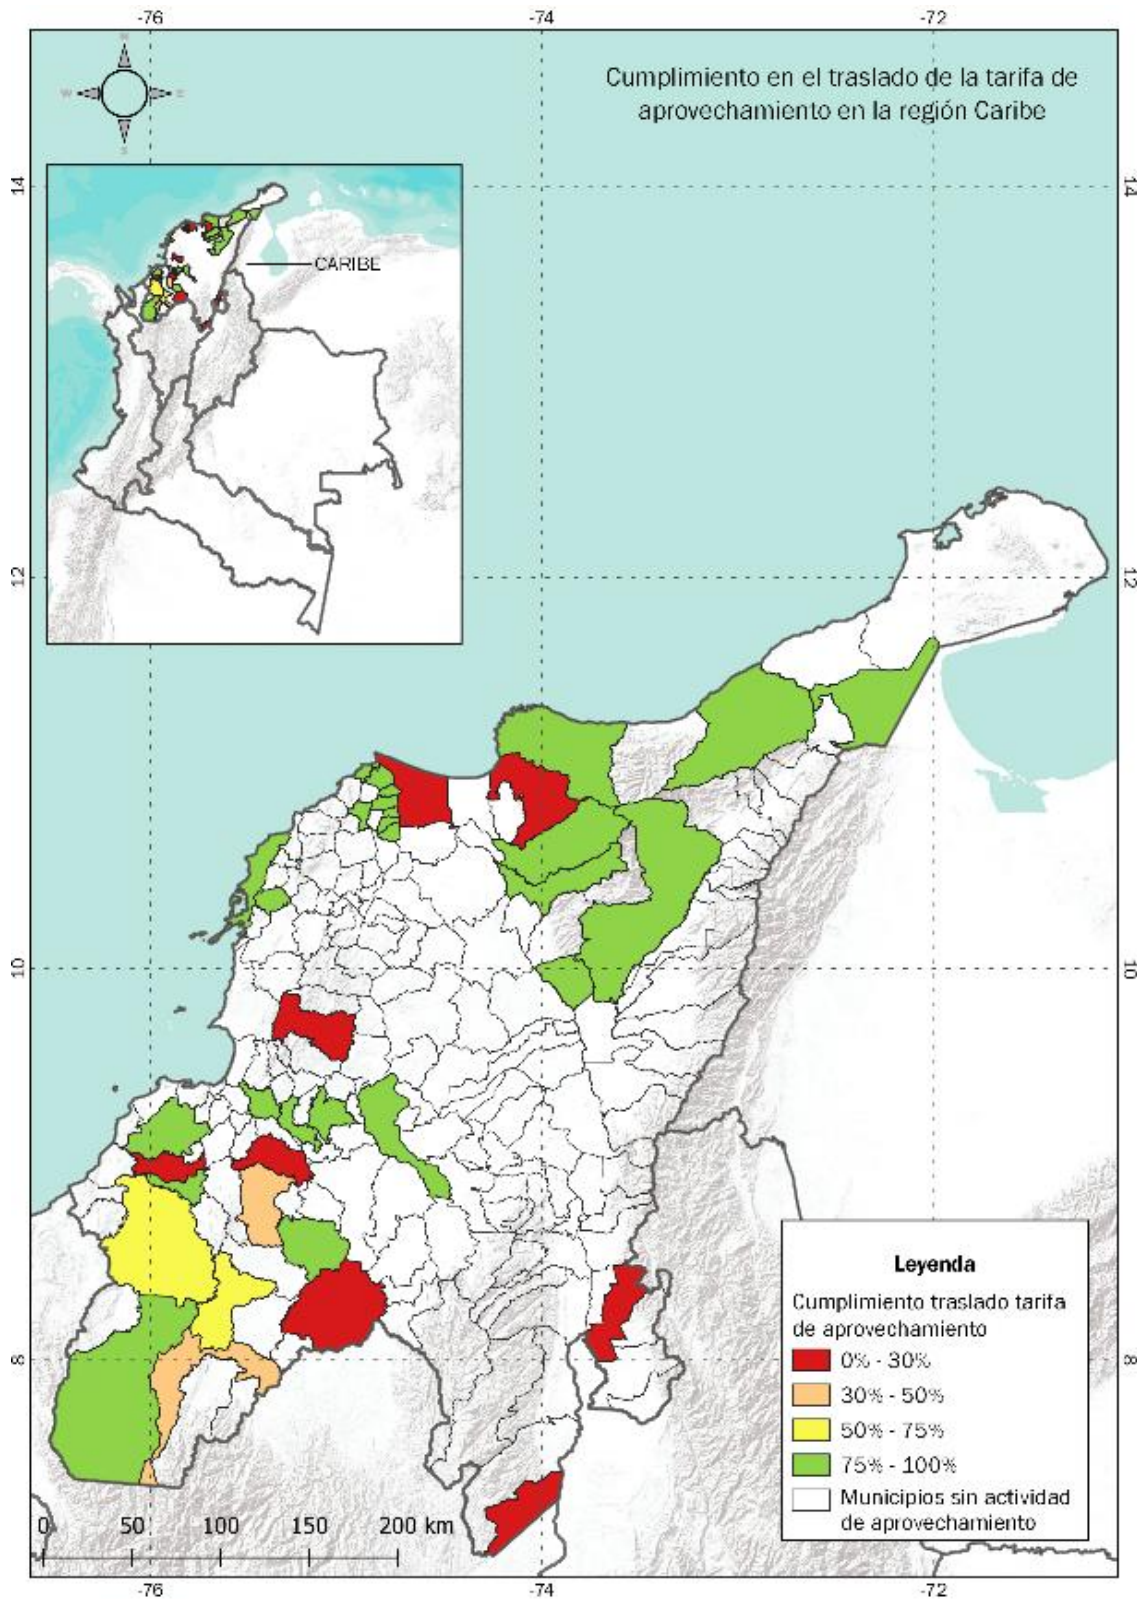 -76 -74 -72
N
W E
S
Cumplimiento en el traslado de la tarifa de
aprovechamiento en la región Caribe
14 14
CARIBE
12 12
10 10
8 8
Leyenda
Cumplimiento traslado tarifa
de aprovechamiento
0% - 30%
30% - 50%
50% - 75%
75% - 100%
Municipios sin actividad
de aprovechamiento
0 50 100 150 200 km
-76 -74 -72